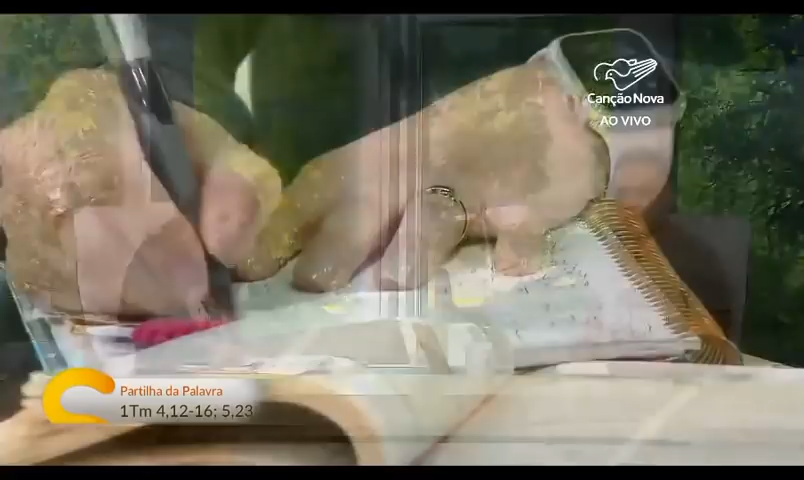 Canção Nova
AO VIVO
Partilha da Palavra
1Tm 4,12-16; 5,23